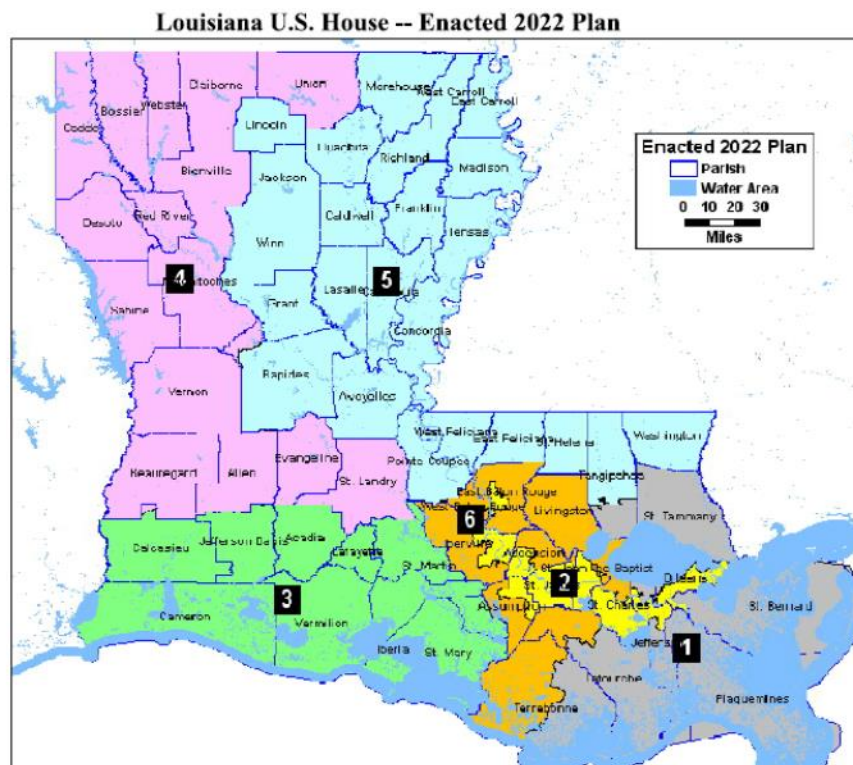 Louisiana U.S. House -- Enacted 2022 Plan
Enacted 2022 Plan
Parish
Water Area
0 10 20 30
Miles
Claiborne
Union
Morehouse
West Carroll
East Carroll
Webster
Bossier
Caddo
Lincoln
Ouachita
Richland
Madison
Bienville
Jackson
Red River
Desoto
Caldwell
Franklin
Tensas
Winn
4
5
Lasalle
Sabine
Grant
Concordia
Rapides
Vernon
Avoyelles
West Feliciana
East Feliciana
St. Helena
Washington
Evangeline
Pointe Coupee
Beauregard
Allen
St. Landry
Tangipahoa
East Baton Rouge
Livingston
St. Tammany
6
Iberville
Calcasieu
Jefferson Davis
Acadia
Lafayette
St. Martin
Ascension
2
Orleans
3
St. Charles
St. Bernard
Cameron
Vermilion
1
Iberia
St. Mary
Terrebonne
Plaquemines